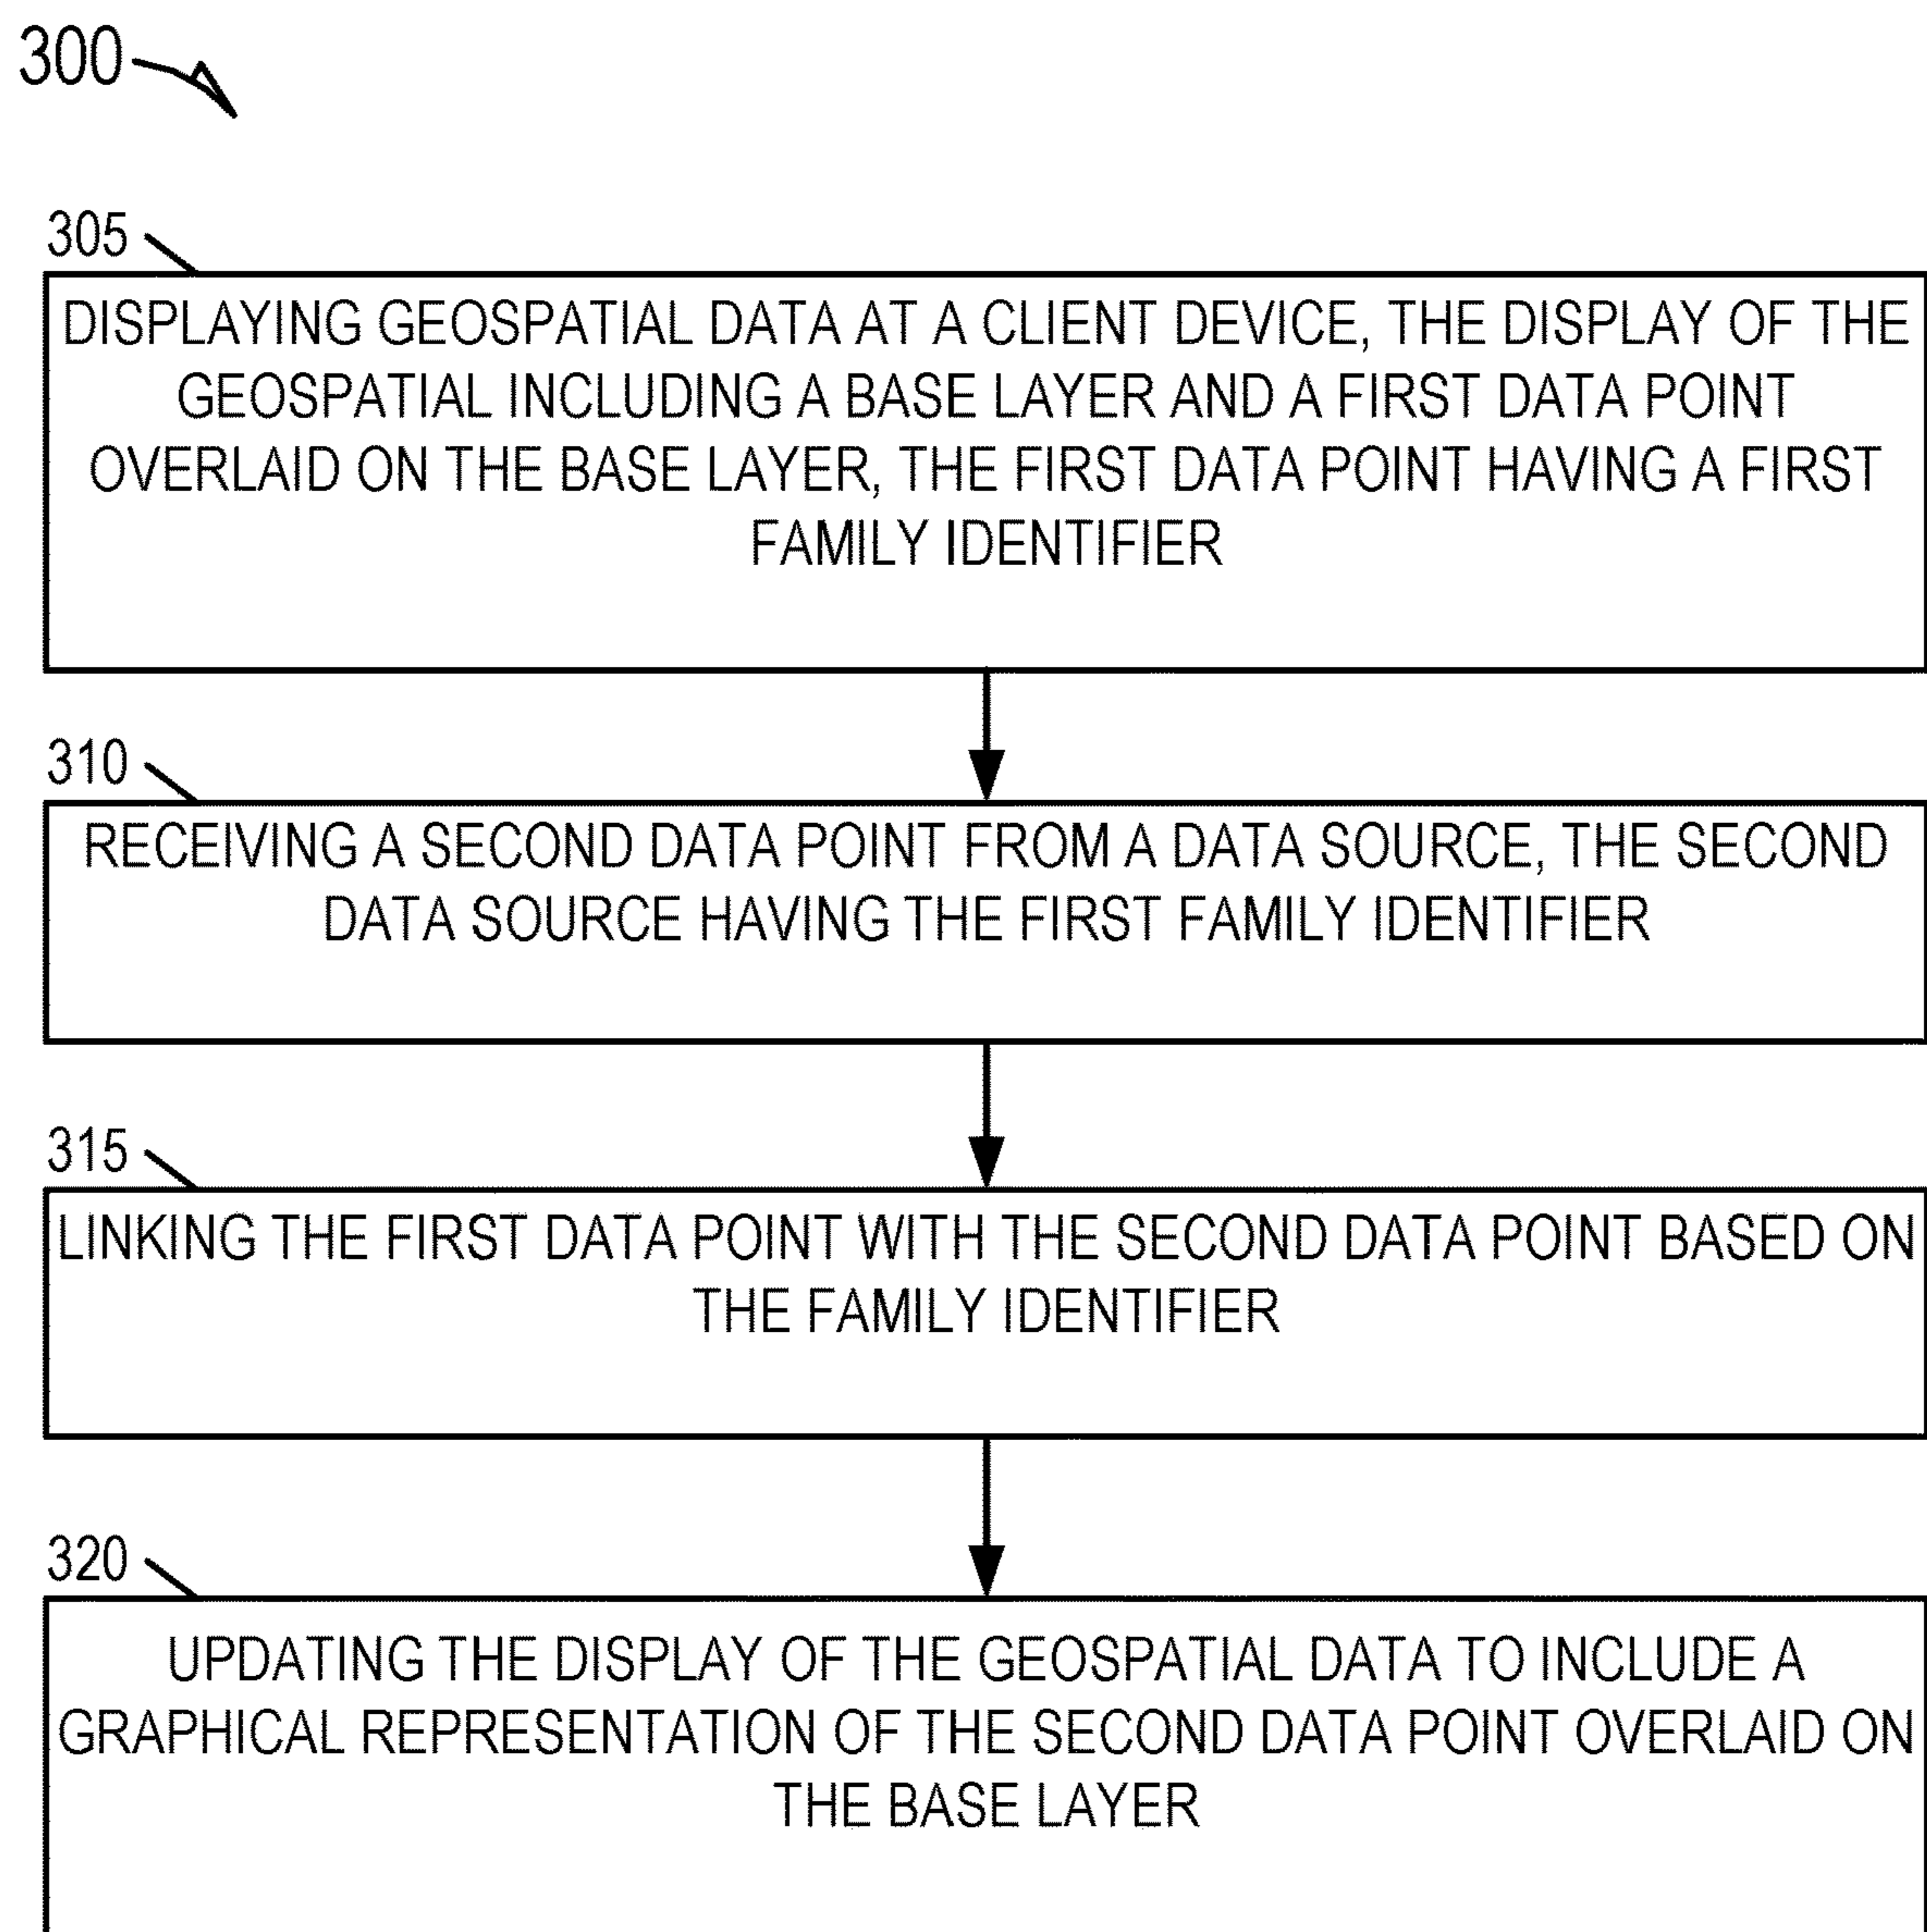 300
305
DISPLAYING GEOSPATIAL DATA AT A CLIENT DEVICE, THE DISPLAY OF THE
GEOSPATIAL INCLUDING A BASE LAYER AND A FIRST DATA POINT
OVERLAID ON THE BASE LAYER, THE FIRST DATA POINT HAVING A FIRST
FAMILY IDENTIFIER
310
RECEIVING A SECOND DATA POINT FROM A DATA SOURCE, THE SECOND
DATA SOURCE HAVING THE FIRST FAMILY IDENTIFIER
315
LINKING THE FIRST DATA POINT WITH THE SECOND DATA POINT BASED ON
THE FAMILY IDENTIFIER
320
UPDATING THE DISPLAY OF THE GEOSPATIAL DATA TO INCLUDE A
GRAPHICAL REPRESENTATION OF THE SECOND DATA POINT OVERLAID ON
THE BASE LAYER